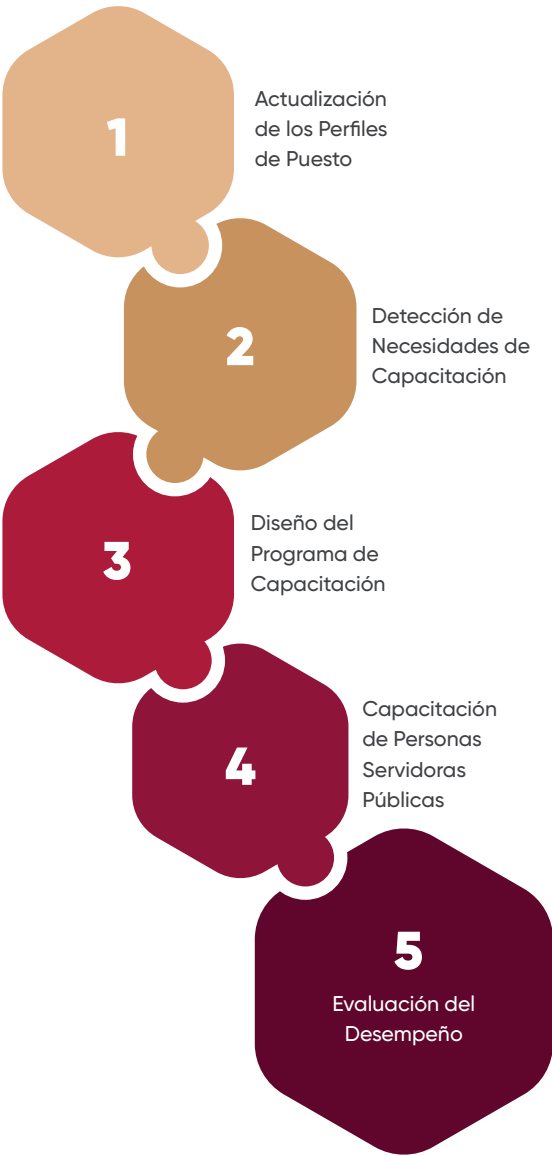 1
Actualización
de los Perfiles
de Puesto
2
Detección de
Necesidades de
Capacitación
3
Diseño del
Programa de
Capacitación
4
Capacitación
de Personas
Servidoras
Públicas
5
Evaluación del
Desempeño